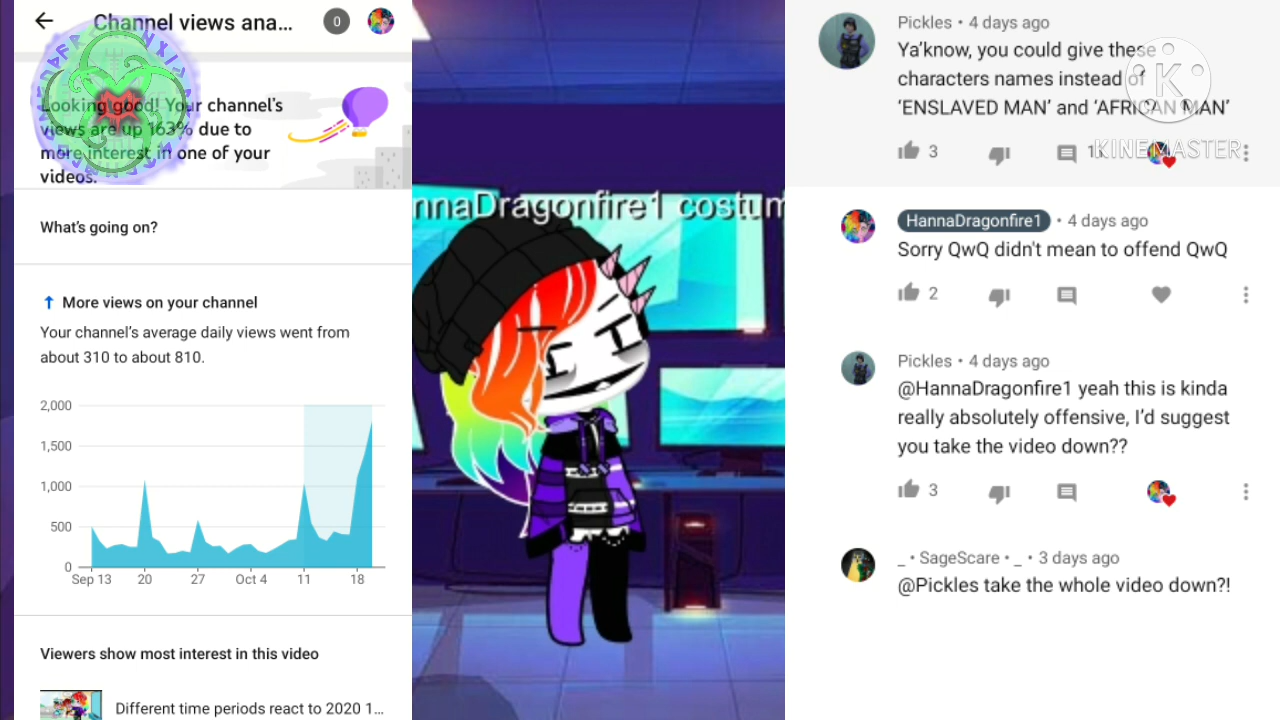 Channel views ana...
0
Looking good! Your channel's
views are up 163% due to
more interest in one of your
videos.
What's going on?
More views on your channel
Your channel's average daily views went from
about 310 to about 810.
2,000
1,500
1,000
500
0
Sep 13 20 27 Oct 4 11 18
Viewers show most interest in this video
Different time periods react to 2020 1...
nnaDragonfire1 costum
Pickles • 4 days ago
Ya'know, you could give these
characters names instead of
'ENSLAVED MAN' and 'AFRICAN MAN'
3
K
KINEMASTER
HannaDragonfire1 • 4 days ago
Sorry QwQ didn't mean to offend QwQ
2
Pickles • 4 days ago
@HannaDragonfire1 yeah this is kinda
really absolutely offensive, I'd suggest
you take the video down??
3
_ • SageScare • _ • 3 days ago
@Pickles take the whole video down?!